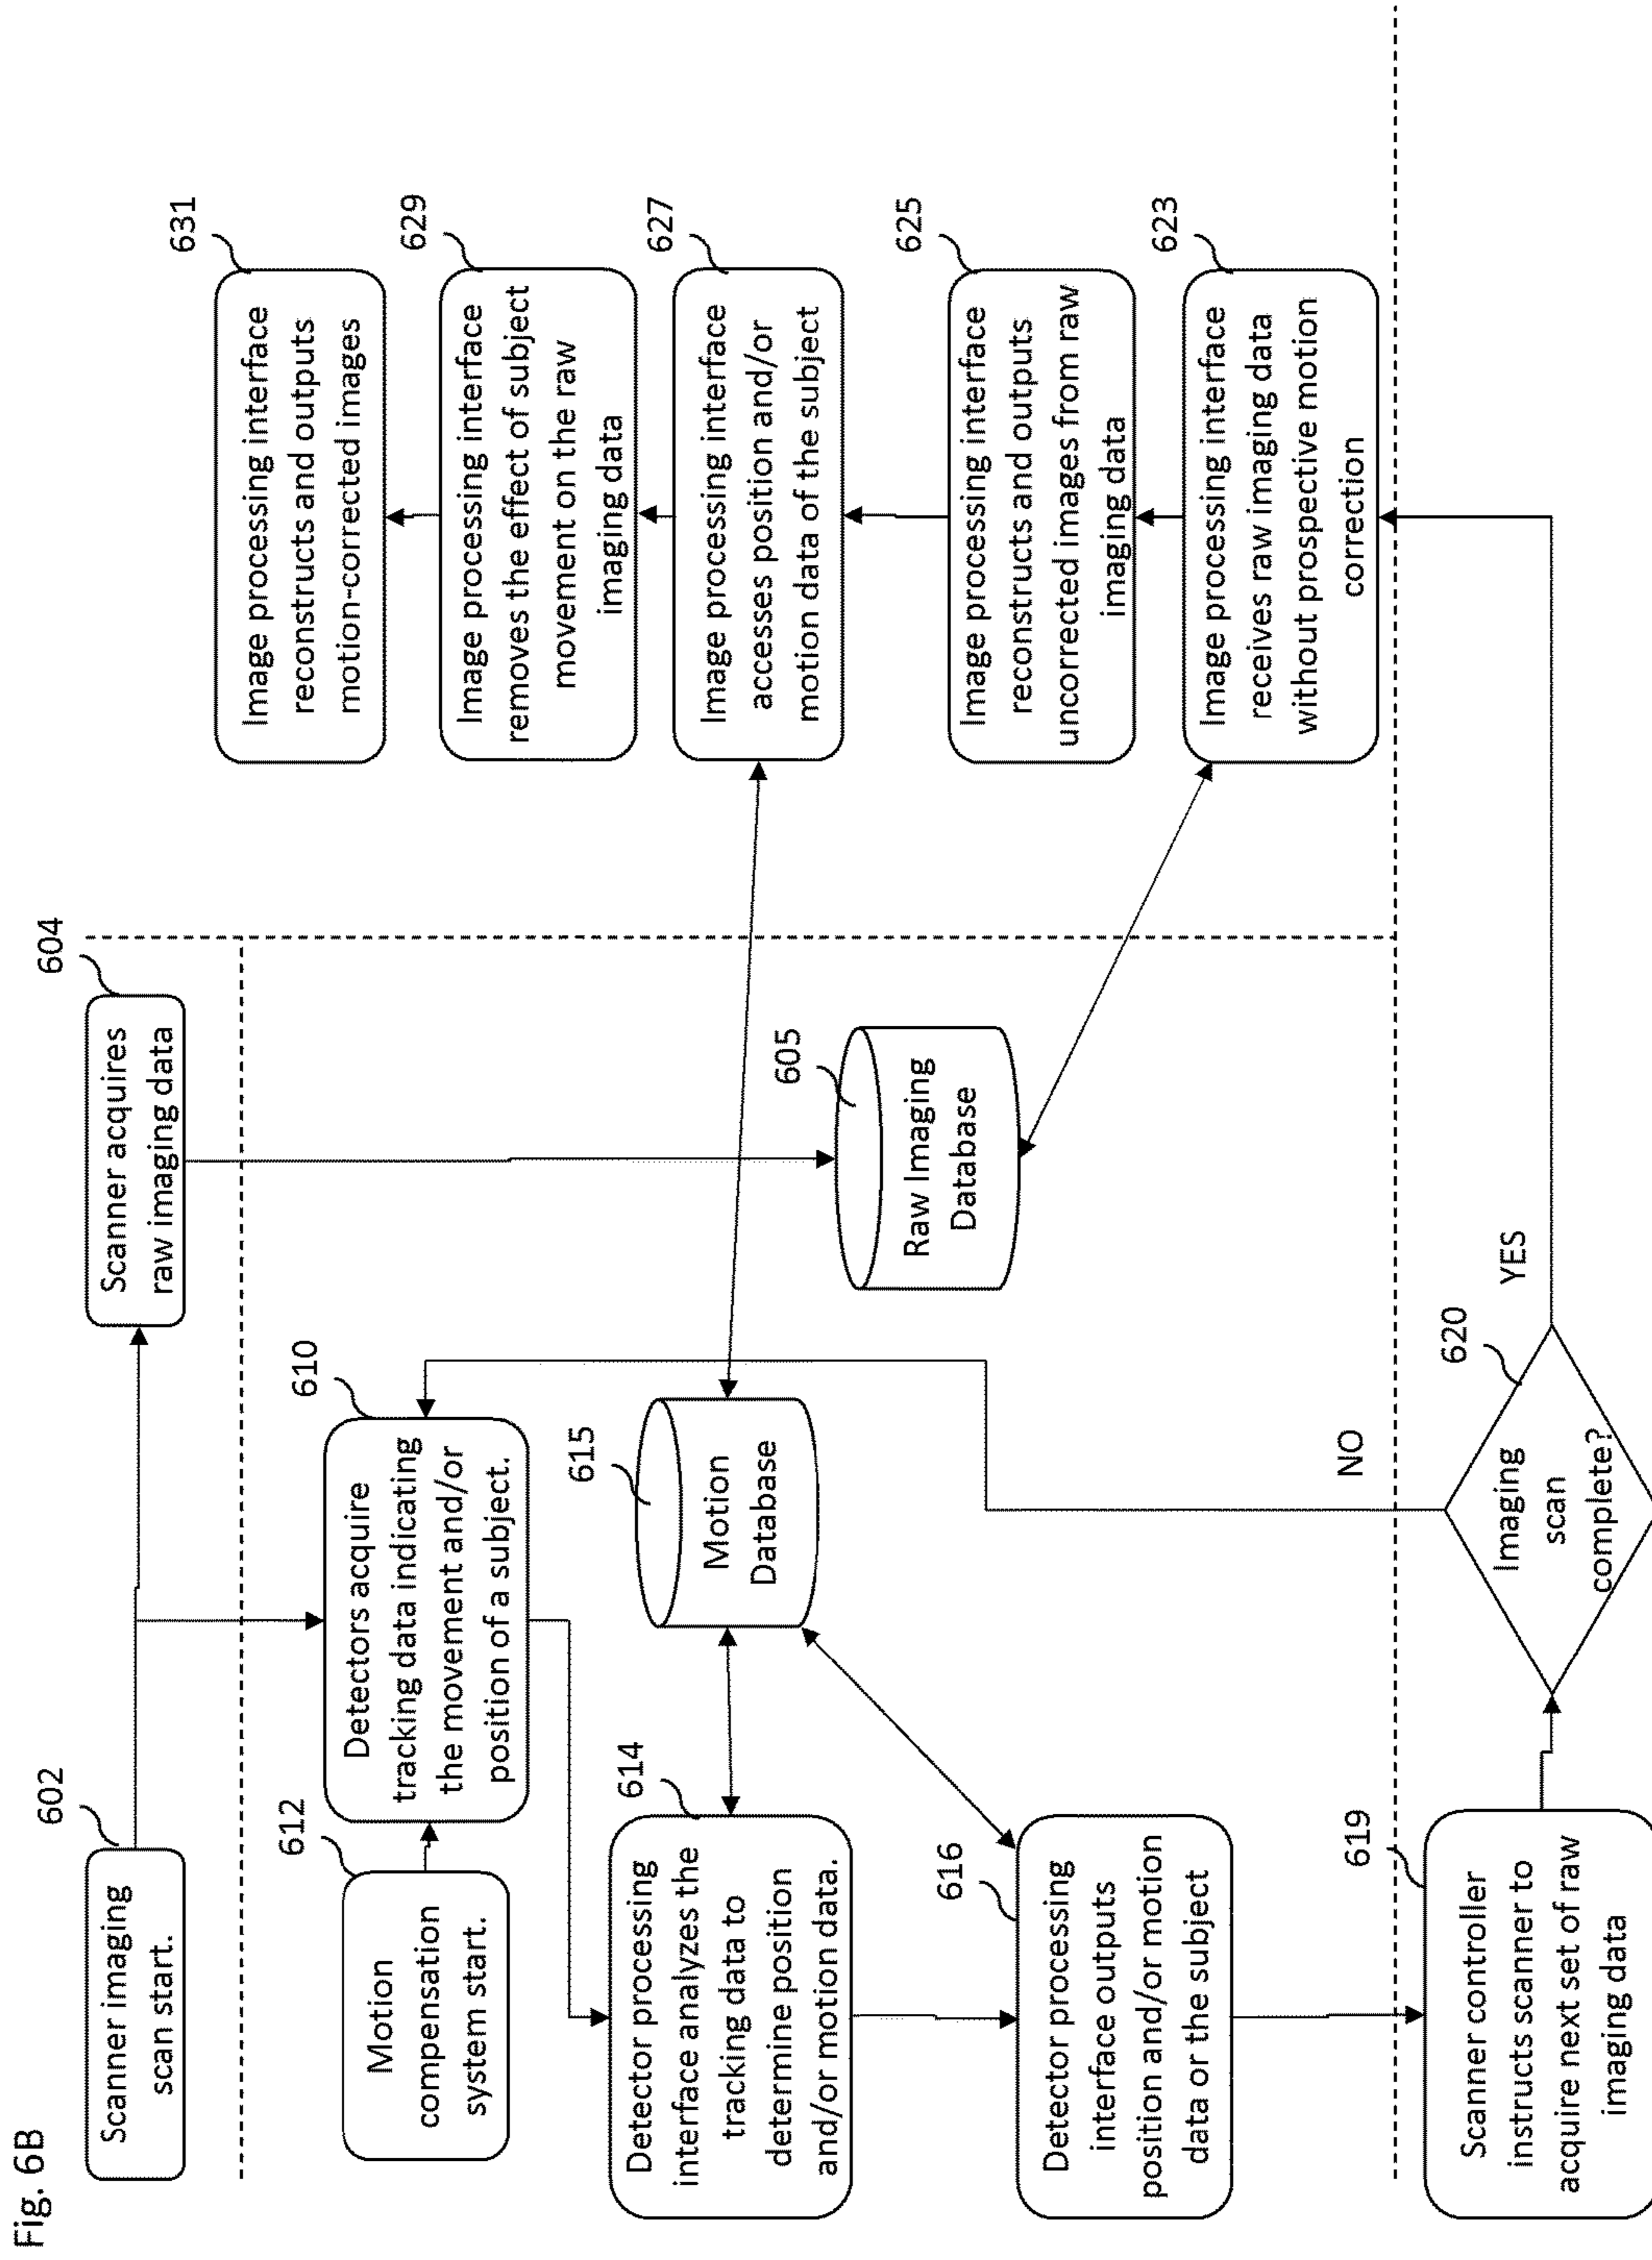 Fig. 6B
602
Scanner imaging
scan start.
604
Scanner acquires
raw imaging data
612
Motion
compensation
system start.
610
Detectors acquire
tracking data indicating
the movement and/or
position of a subject.
614
Detector processing
interface analyzes the
tracking data to
determine position
and/or motion data.
615
Motion
Database
605
Raw Imaging
Database
616
Detector processing
interface outputs
position and/or motion
data or the subject
619
Scanner controller
instructs scanner to
acquire next set of raw
imaging data
620
Imaging
scan
complete?
NO
YES
631
Image processing interface
reconstructs and outputs
motion-corrected images
629
Image processing interface
removes the effect of subject
movement on the raw
imaging data
627
Image processing interface
accesses position and/or
motion data of the subject
625
Image processing interface
reconstructs and outputs
uncorrected images from raw
imaging data
623
Image processing interface
receives raw imaging data
without prospective motion
correction